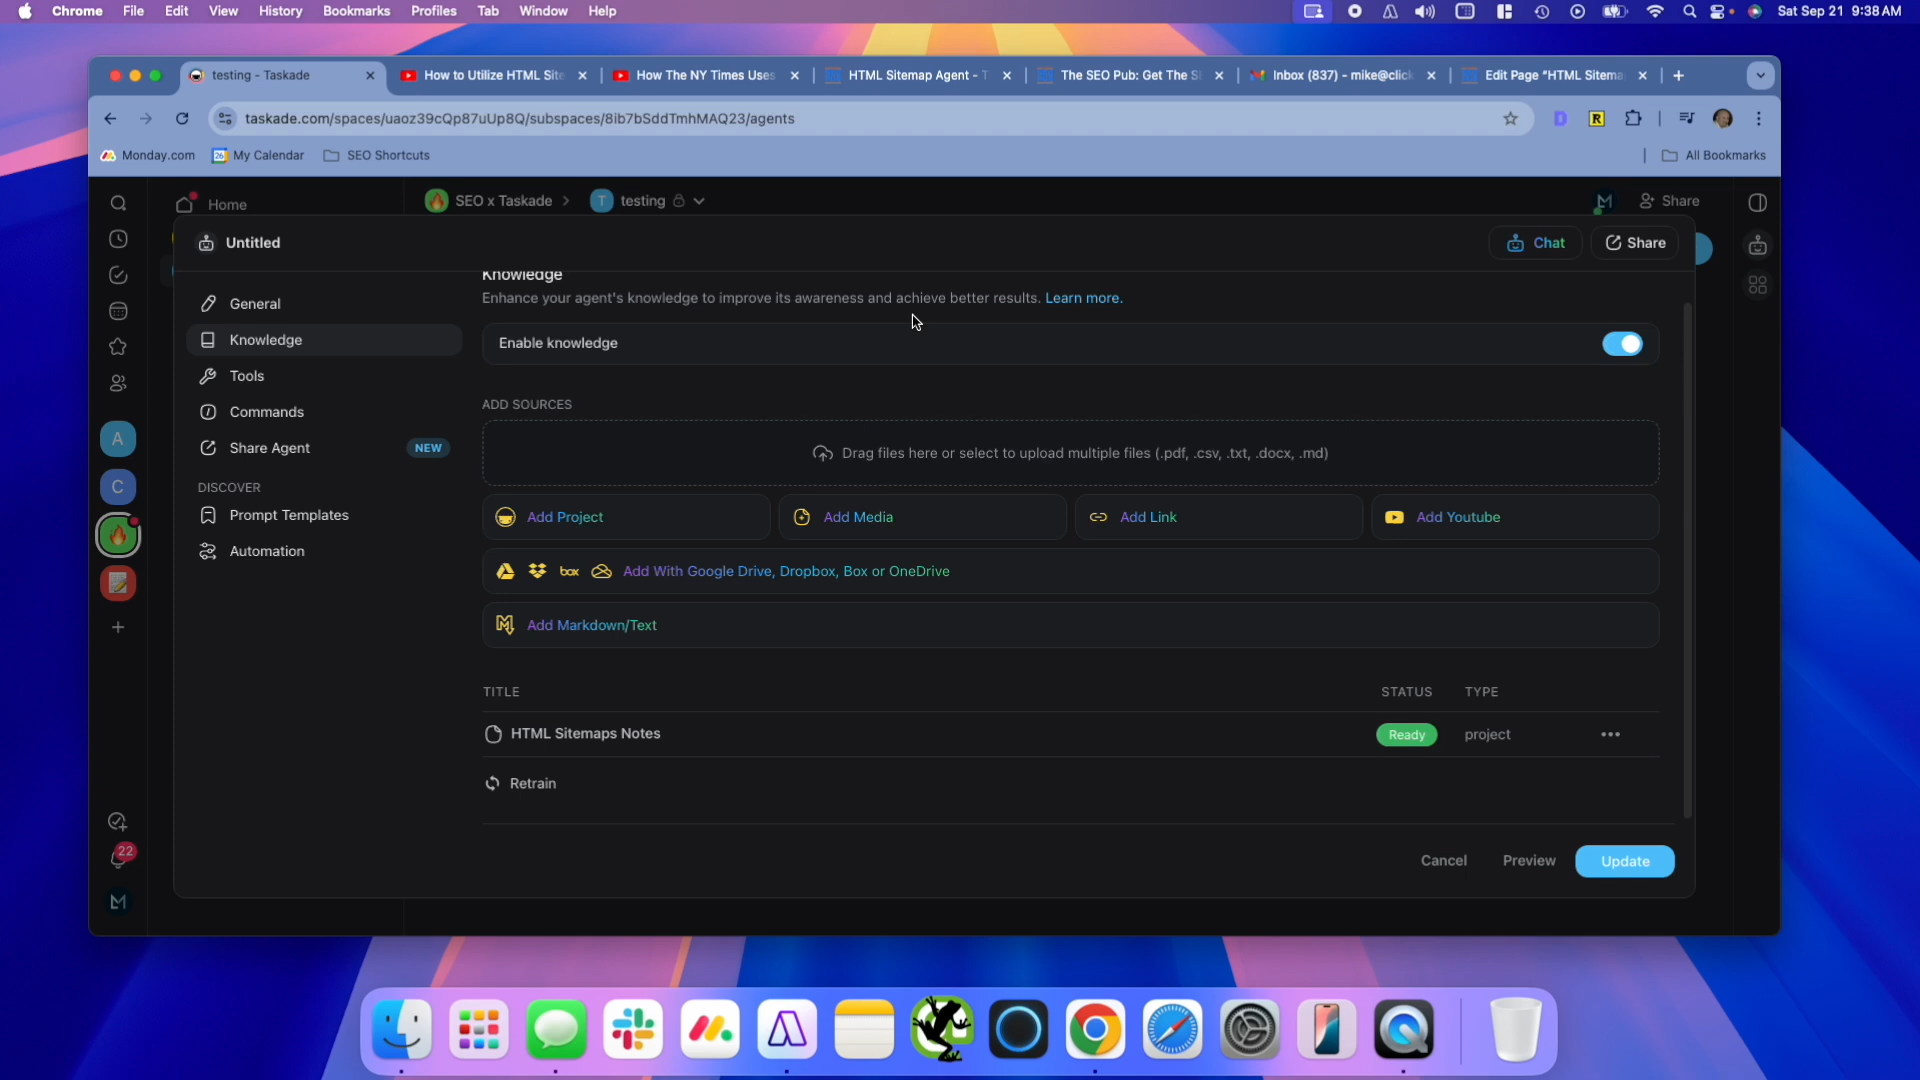 Chrome File Edit View History Bookmarks Profiles Tab Window Help Sat Sep 21 9:38 AM
testing - Taskade
How to Utilize HTML Site
How The NY Times Uses
HTML Sitemap Agent - T
The SEO Pub: Get The S
Inbox (837) - mike@click
Edit Page "HTML Sitema
taskade.com/spaces/uaoz39cQp87uUp8Q/subspaces/8ib7bSddTmhMAQ23/agents
Monday.com
My Calendar
SEO Shortcuts
All Bookmarks
Home
SEO x Taskade
T testing
Share
Untitled
Chat
Share
General
Knowledge
Tools
Commands
Share Agent NEW
DISCOVER
Prompt Templates
Automation
A
C
22
Knowledge
Enhance your agent's knowledge to improve its awareness and achieve better results. Learn more.
Enable knowledge
ADD SOURCES
Drag files here or select to upload multiple files (.pdf, .csv, .txt, .docx, .md)
Add Project
Add Media
Add Link
Add Youtube
box Add With Google Drive, Dropbox, Box or OneDrive
Add Markdown/Text
TITLE STATUS TYPE
HTML Sitemaps Notes Ready project
Retrain
Cancel Preview Update